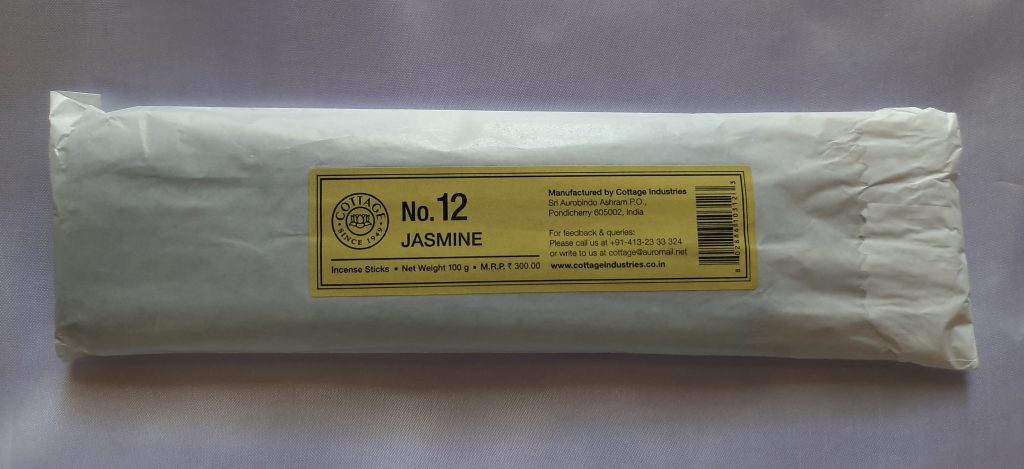 COTTAGE
• SINCE 1949 •
No.12
JASMINE
Incense Sticks • Net Weight 100 g • M.R.P. ₹ 300.00
Manufactured by Cottage Industries
Sri Aurobindo Ashram P.O.,
Pondicherry 605002, India
For feedback & queries:
Please call us at +91-413-23 33 324
or write to us at cottage@auromail.net
www.cottageindustries.co.in